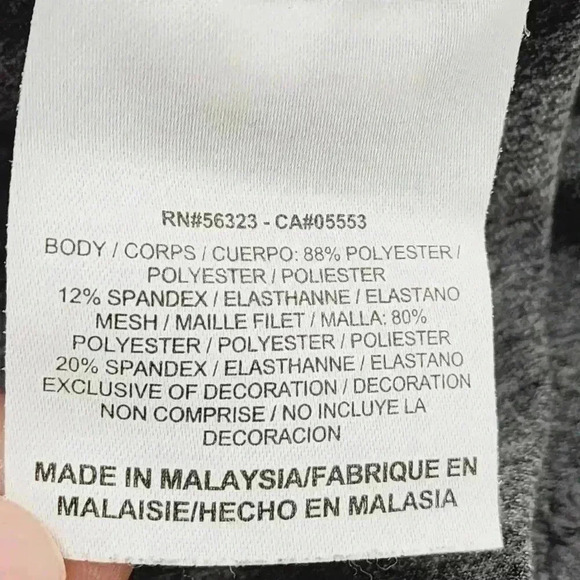 RN#56323 - CA#05553
BODY / CORPS / CUERPO: 88% POLYESTER /
POLYESTER / POLIESTER
12% SPANDEX / ELASTHANNE / ELASTANO
MESH / MAILLE FILET / MALLA: 80%
POLYESTER / POLYESTER / POLIESTER
20% SPANDEX / ELASTHANNE / ELASTANO
EXCLUSIVE OF DECORATION / DECORATION
NON COMPRISE / NO INCLUYE LA
DECORACION
MADE IN MALAYSIA/FABRIQUE EN
MALAISIE/HECHO EN MALASIA